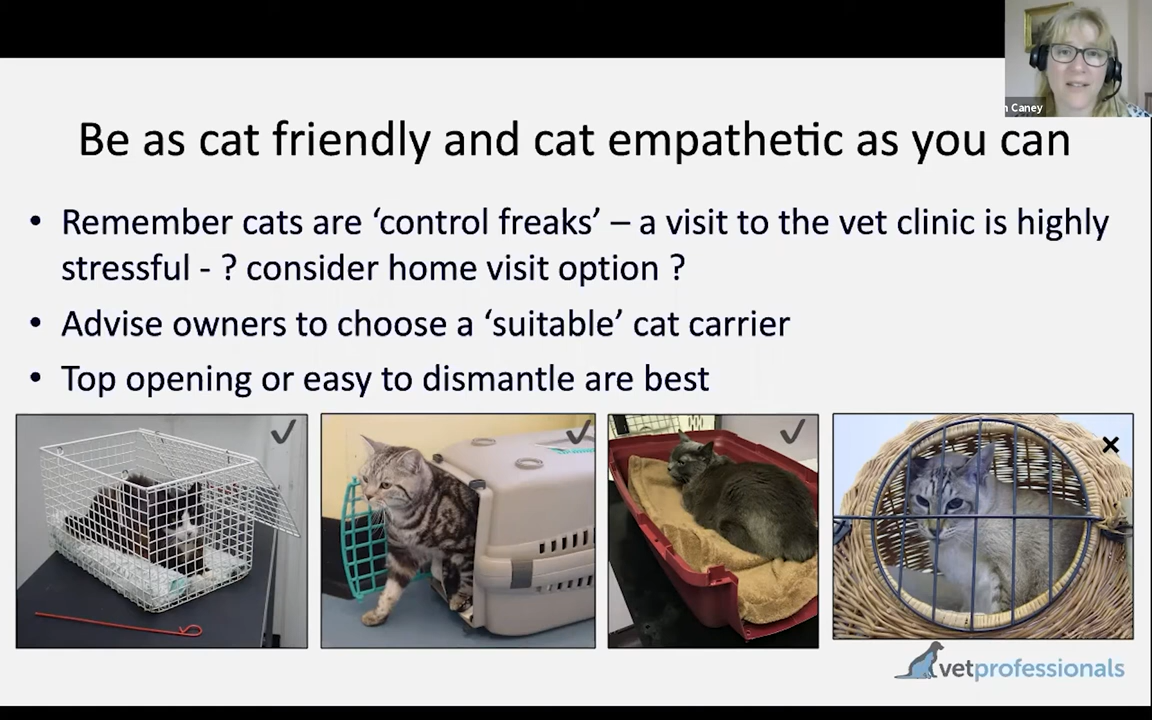 Caney
Be as cat friendly and cat empathetic as you can
• Remember cats are ‘control freaks’ – a visit to the vet clinic is highly
stressful - ? consider home visit option ?
• Advise owners to choose a ‘suitable’ cat carrier
• Top opening or easy to dismantle are best
vetprofessionals